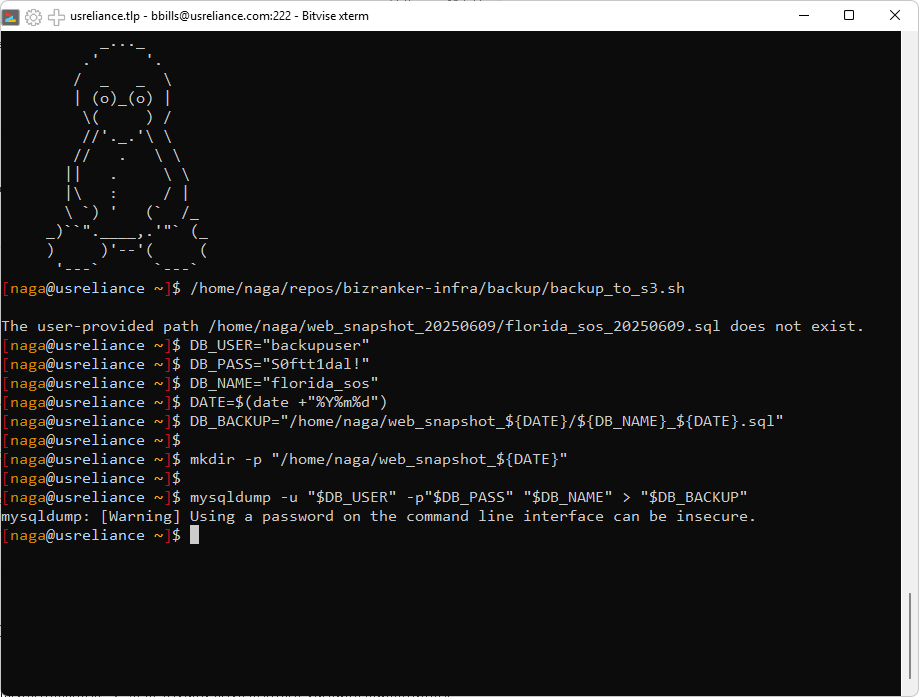 usreliance.tlp - bbills@usreliance.com:222 - Bitvise xterm
[naga@usreliance ~]$ /home/naga/repos/bizranker-infra/backup/backup_to_s3.sh
The user-provided path /home/naga/web_snapshot_20250609/florida_sos_20250609.sql does not exist.
[naga@usreliance ~]$ DB_USER="backupuser"
[naga@usreliance ~]$ DB_PASS="S0ftt1dal!"
[naga@usreliance ~]$ DB_NAME="florida_sos"
[naga@usreliance ~]$ DATE=$(date +"%Y%m%d")
[naga@usreliance ~]$ DB_BACKUP="/home/naga/web_snapshot_${DATE}/${DB_NAME}_${DATE}.sql"
[naga@usreliance ~]$
[naga@usreliance ~]$ mkdir -p "/home/naga/web_snapshot_${DATE}"
[naga@usreliance ~]$
[naga@usreliance ~]$ mysqldump -u "$DB_USER" -p"$DB_PASS" "$DB_NAME" > "$DB_BACKUP"
mysqldump: [Warning] Using a password on the command line interface can be insecure.
[naga@usreliance ~]$